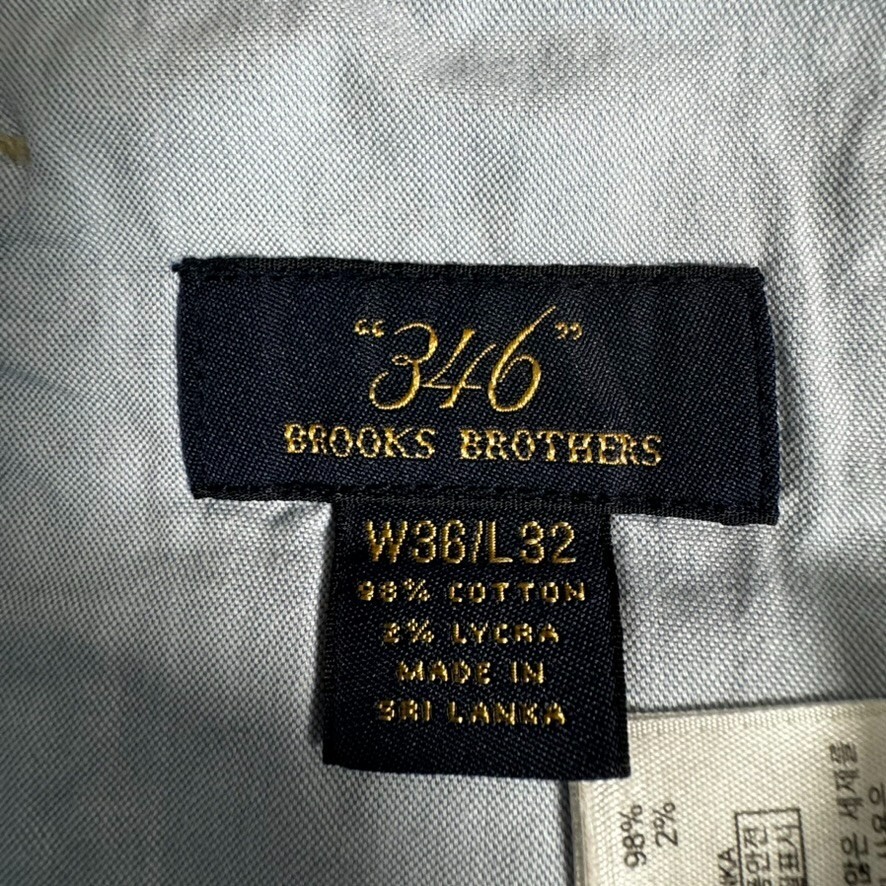 “346”
BROOKS BROTHERS
W36/L32
98% COTTON
2% LYCRA
MADE IN
SRI LANKA
98%
2%